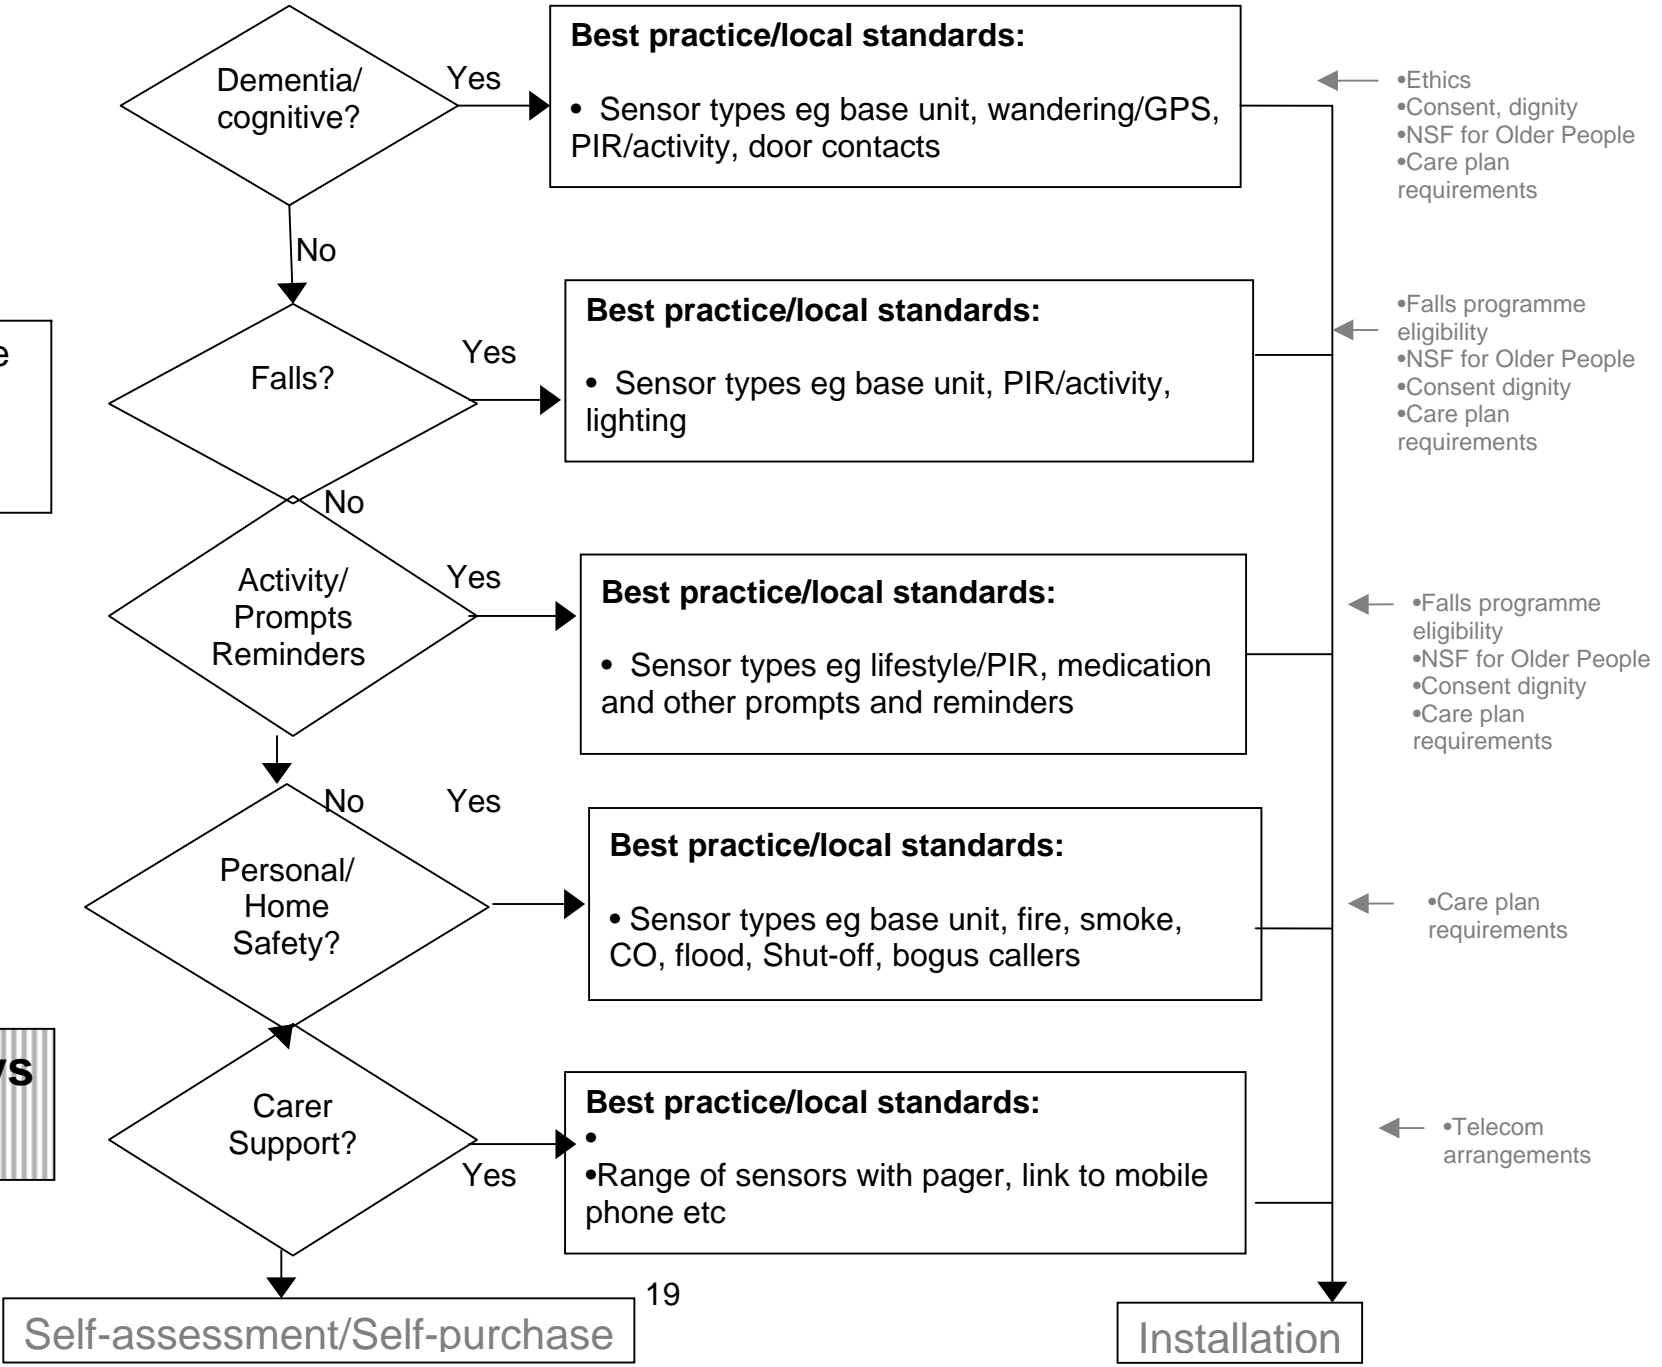 Dementia/
cognitive?
Yes
Best practice/local standards:
• Sensor types eg base unit, wandering/GPS,
PIR/activity, door contacts
•Ethics
•Consent, dignity
•NSF for Older People
•Care plan
requirements
No
e
Falls?
Yes
Best practice/local standards:
• Sensor types eg base unit, PIR/activity,
lighting
•Falls programme
eligibility
•NSF for Older People
•Consent dignity
•Care plan
requirements
No
Activity/
Prompts
Reminders
Yes
Best practice/local standards:
• Sensor types eg lifestyle/PIR, medication
and other prompts and reminders
•Falls programme
eligibility
•NSF for Older People
•Consent dignity
•Care plan
requirements
No
Yes
Personal/
Home
Safety?
Best practice/local standards:
• Sensor types eg base unit, fire, smoke,
CO, flood, Shut-off, bogus callers
•Care plan
requirements
ys
Carer
Support?
Yes
Best practice/local standards:
•
•Range of sensors with pager, link to mobile
phone etc
•Telecom
arrangements
19
Self-assessment/Self-purchase
Installation